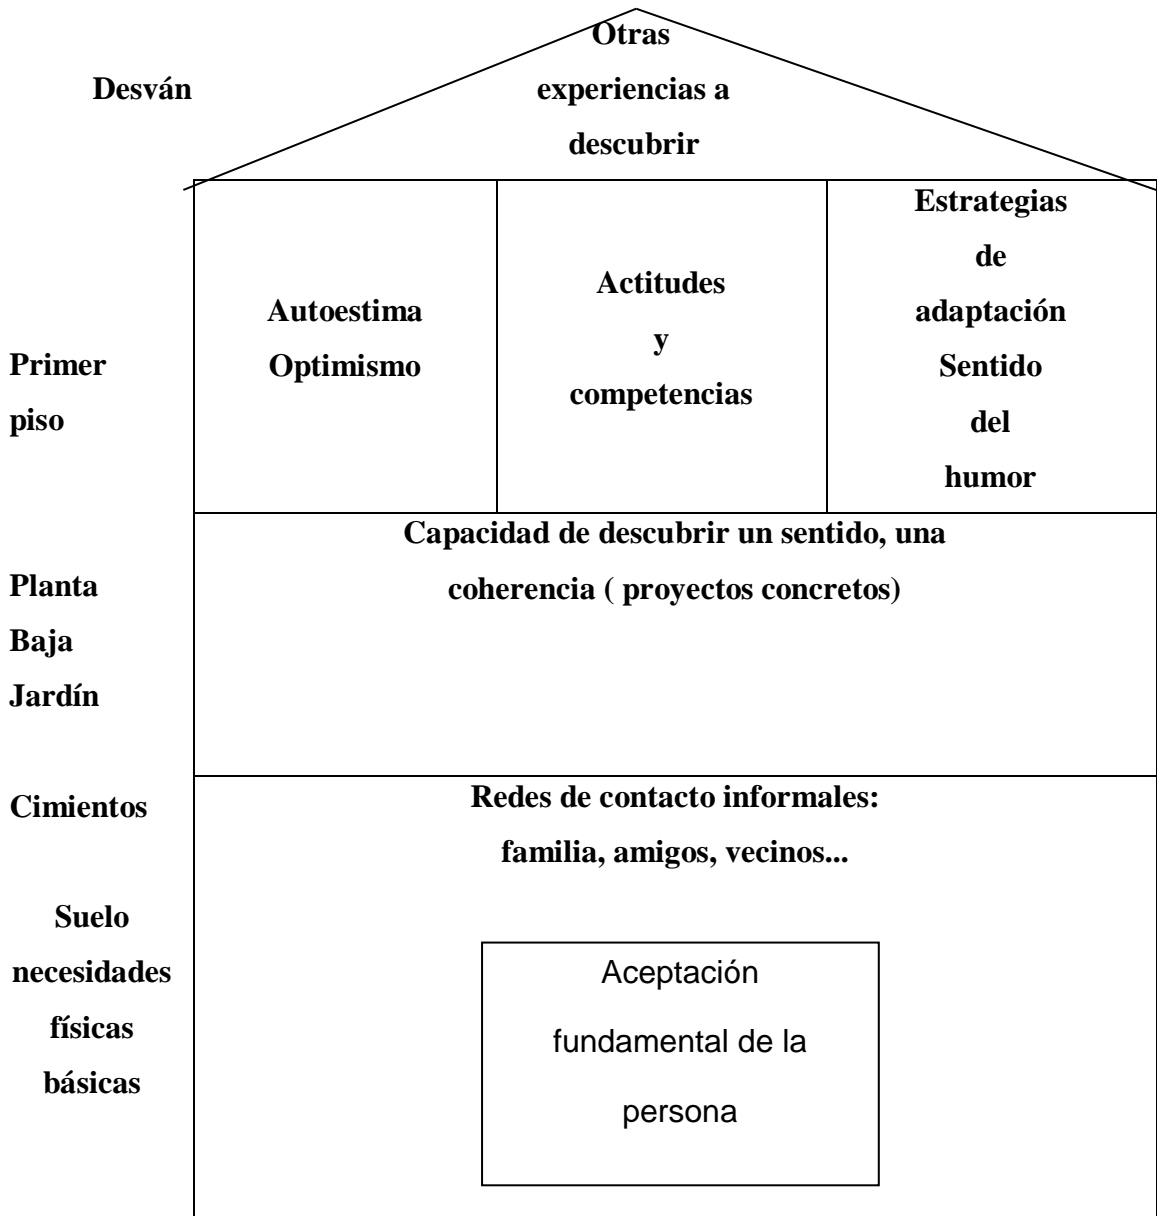 Desván
Otras
experiencias a
descubrir
Primer
piso
Autoestima
Optimismo
Actitudes
y
competencias
Estrategias
de
adaptación
Sentido
del
humor
Planta
Baja
Jardín
Capacidad de descubrir un sentido, una
coherencia ( proyectos concretos)
Cimientos
Redes de contacto informales:
familia, amigos, vecinos...
Suelo
necesidades
físicas
básicas
Aceptación
fundamental de la
persona